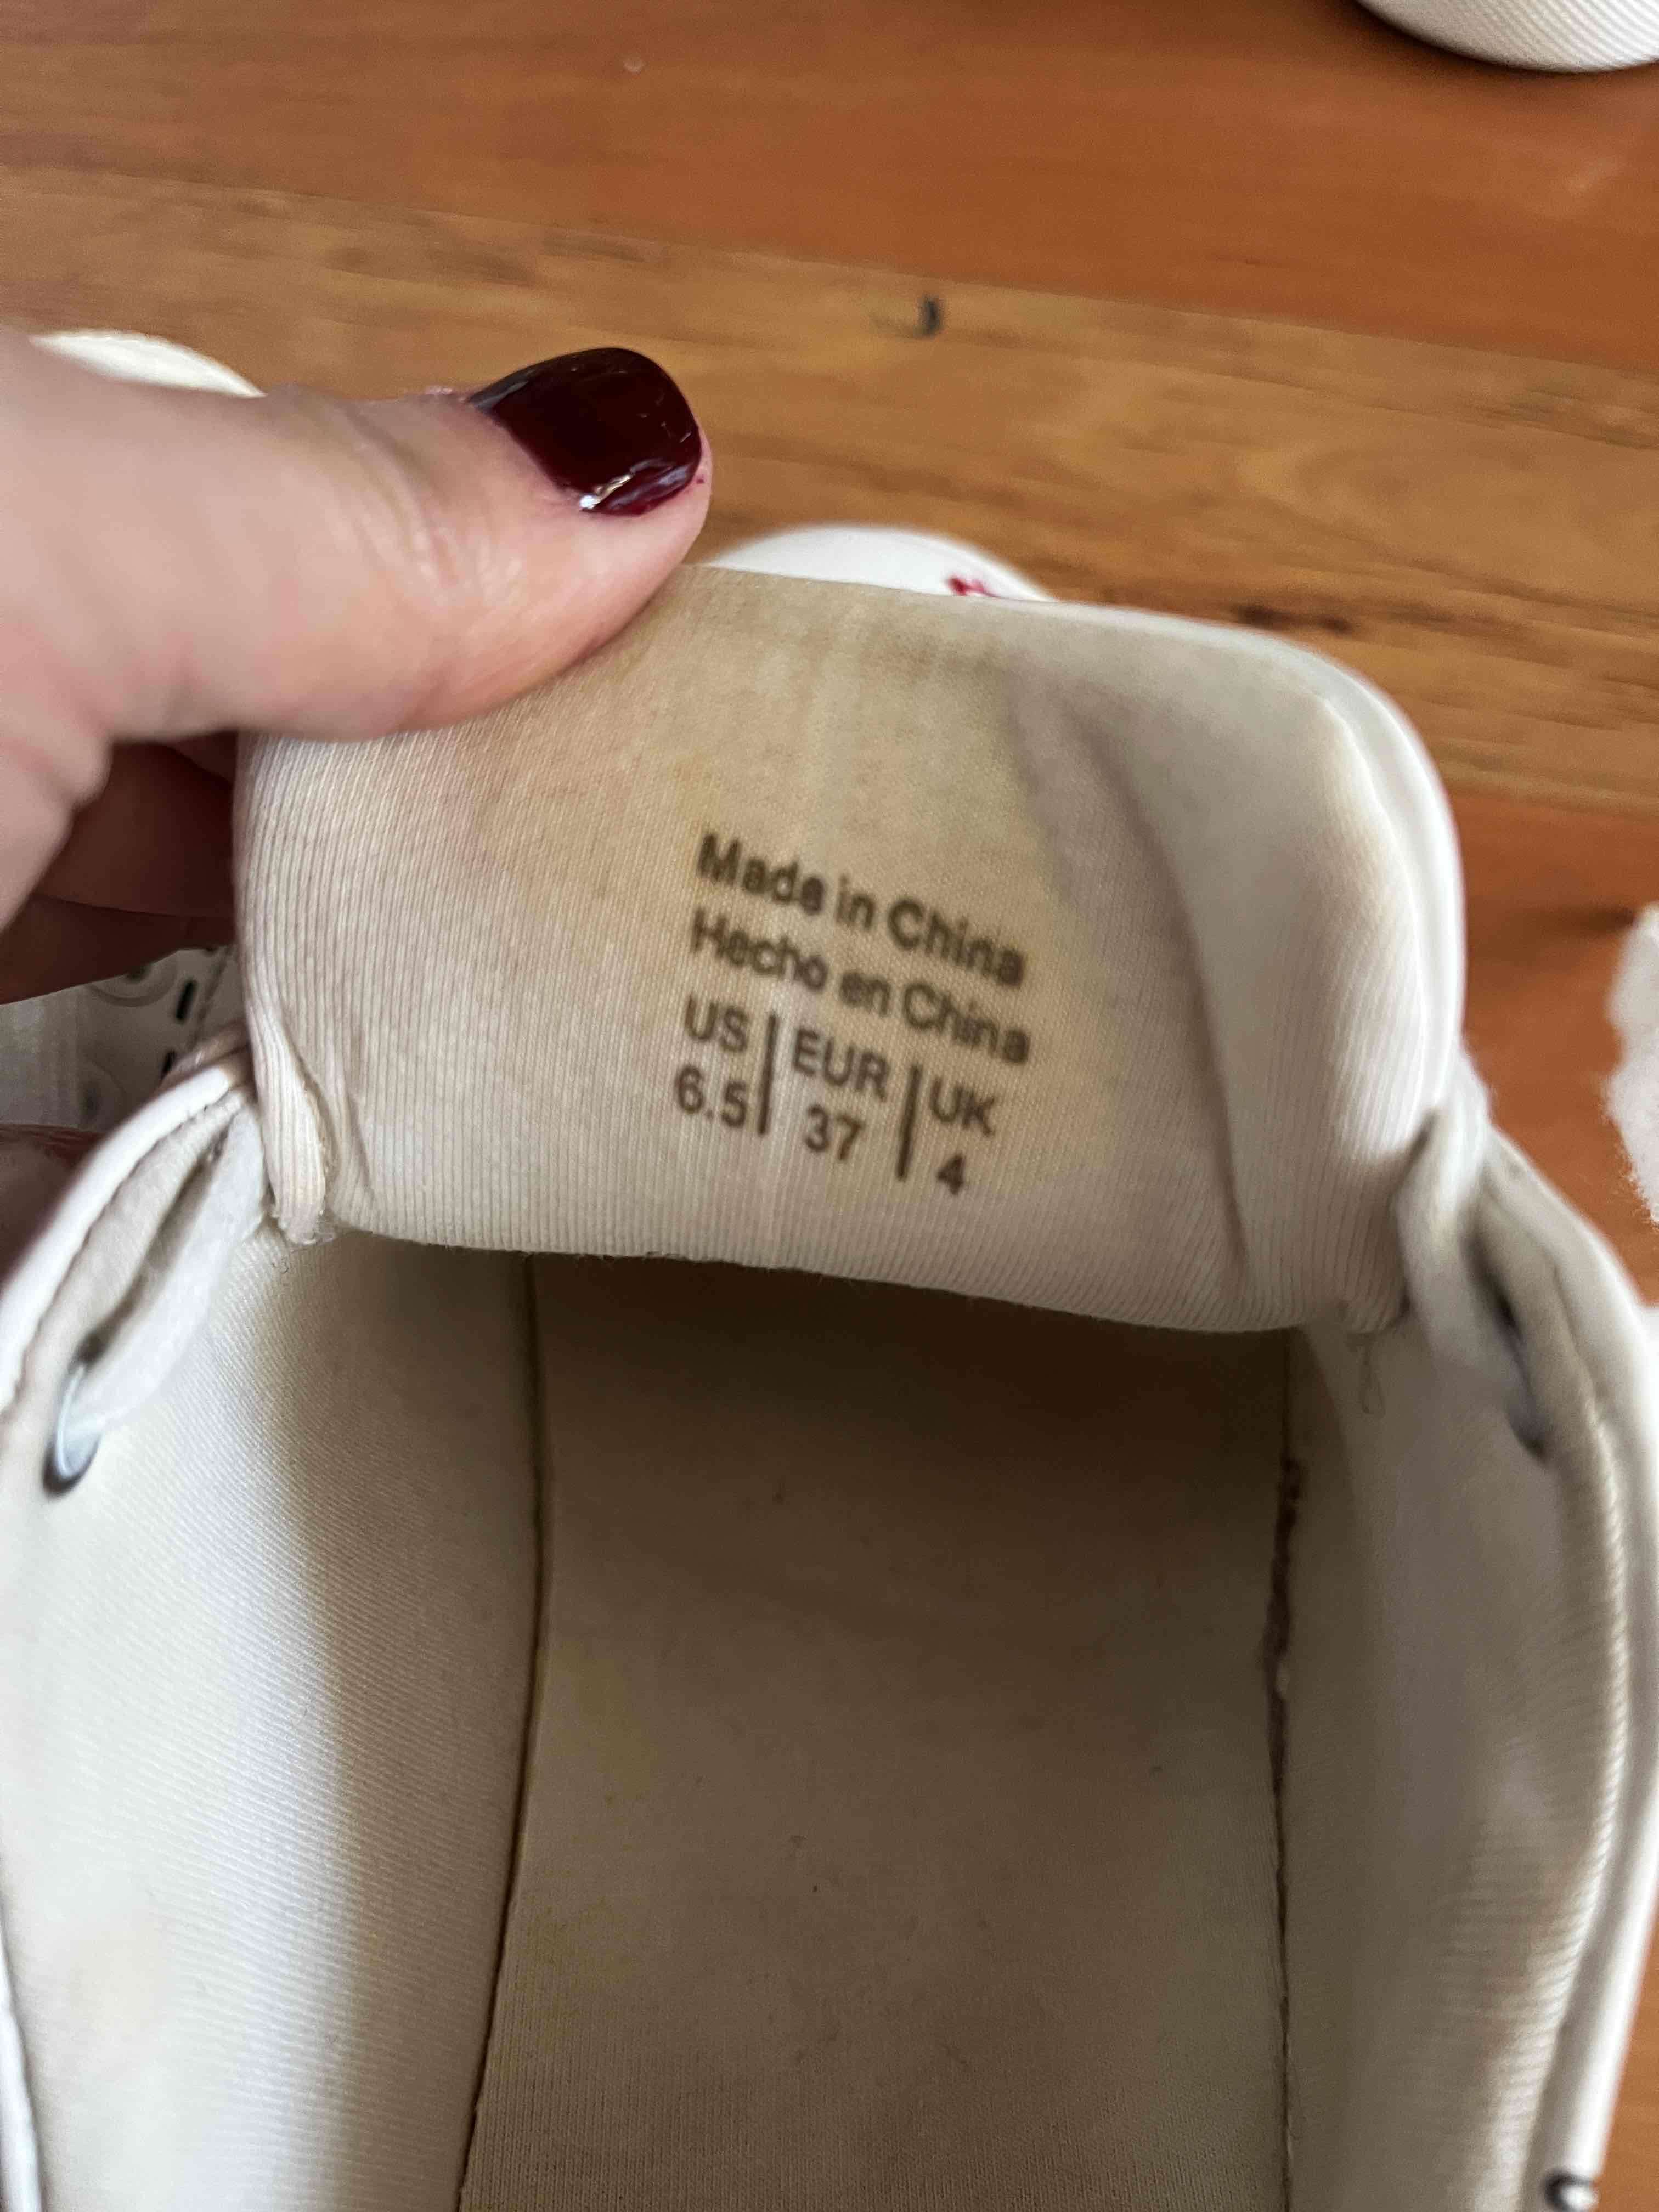 Made in China
Hecho en China
US | EUR | UK
6.5 | 37 | 4